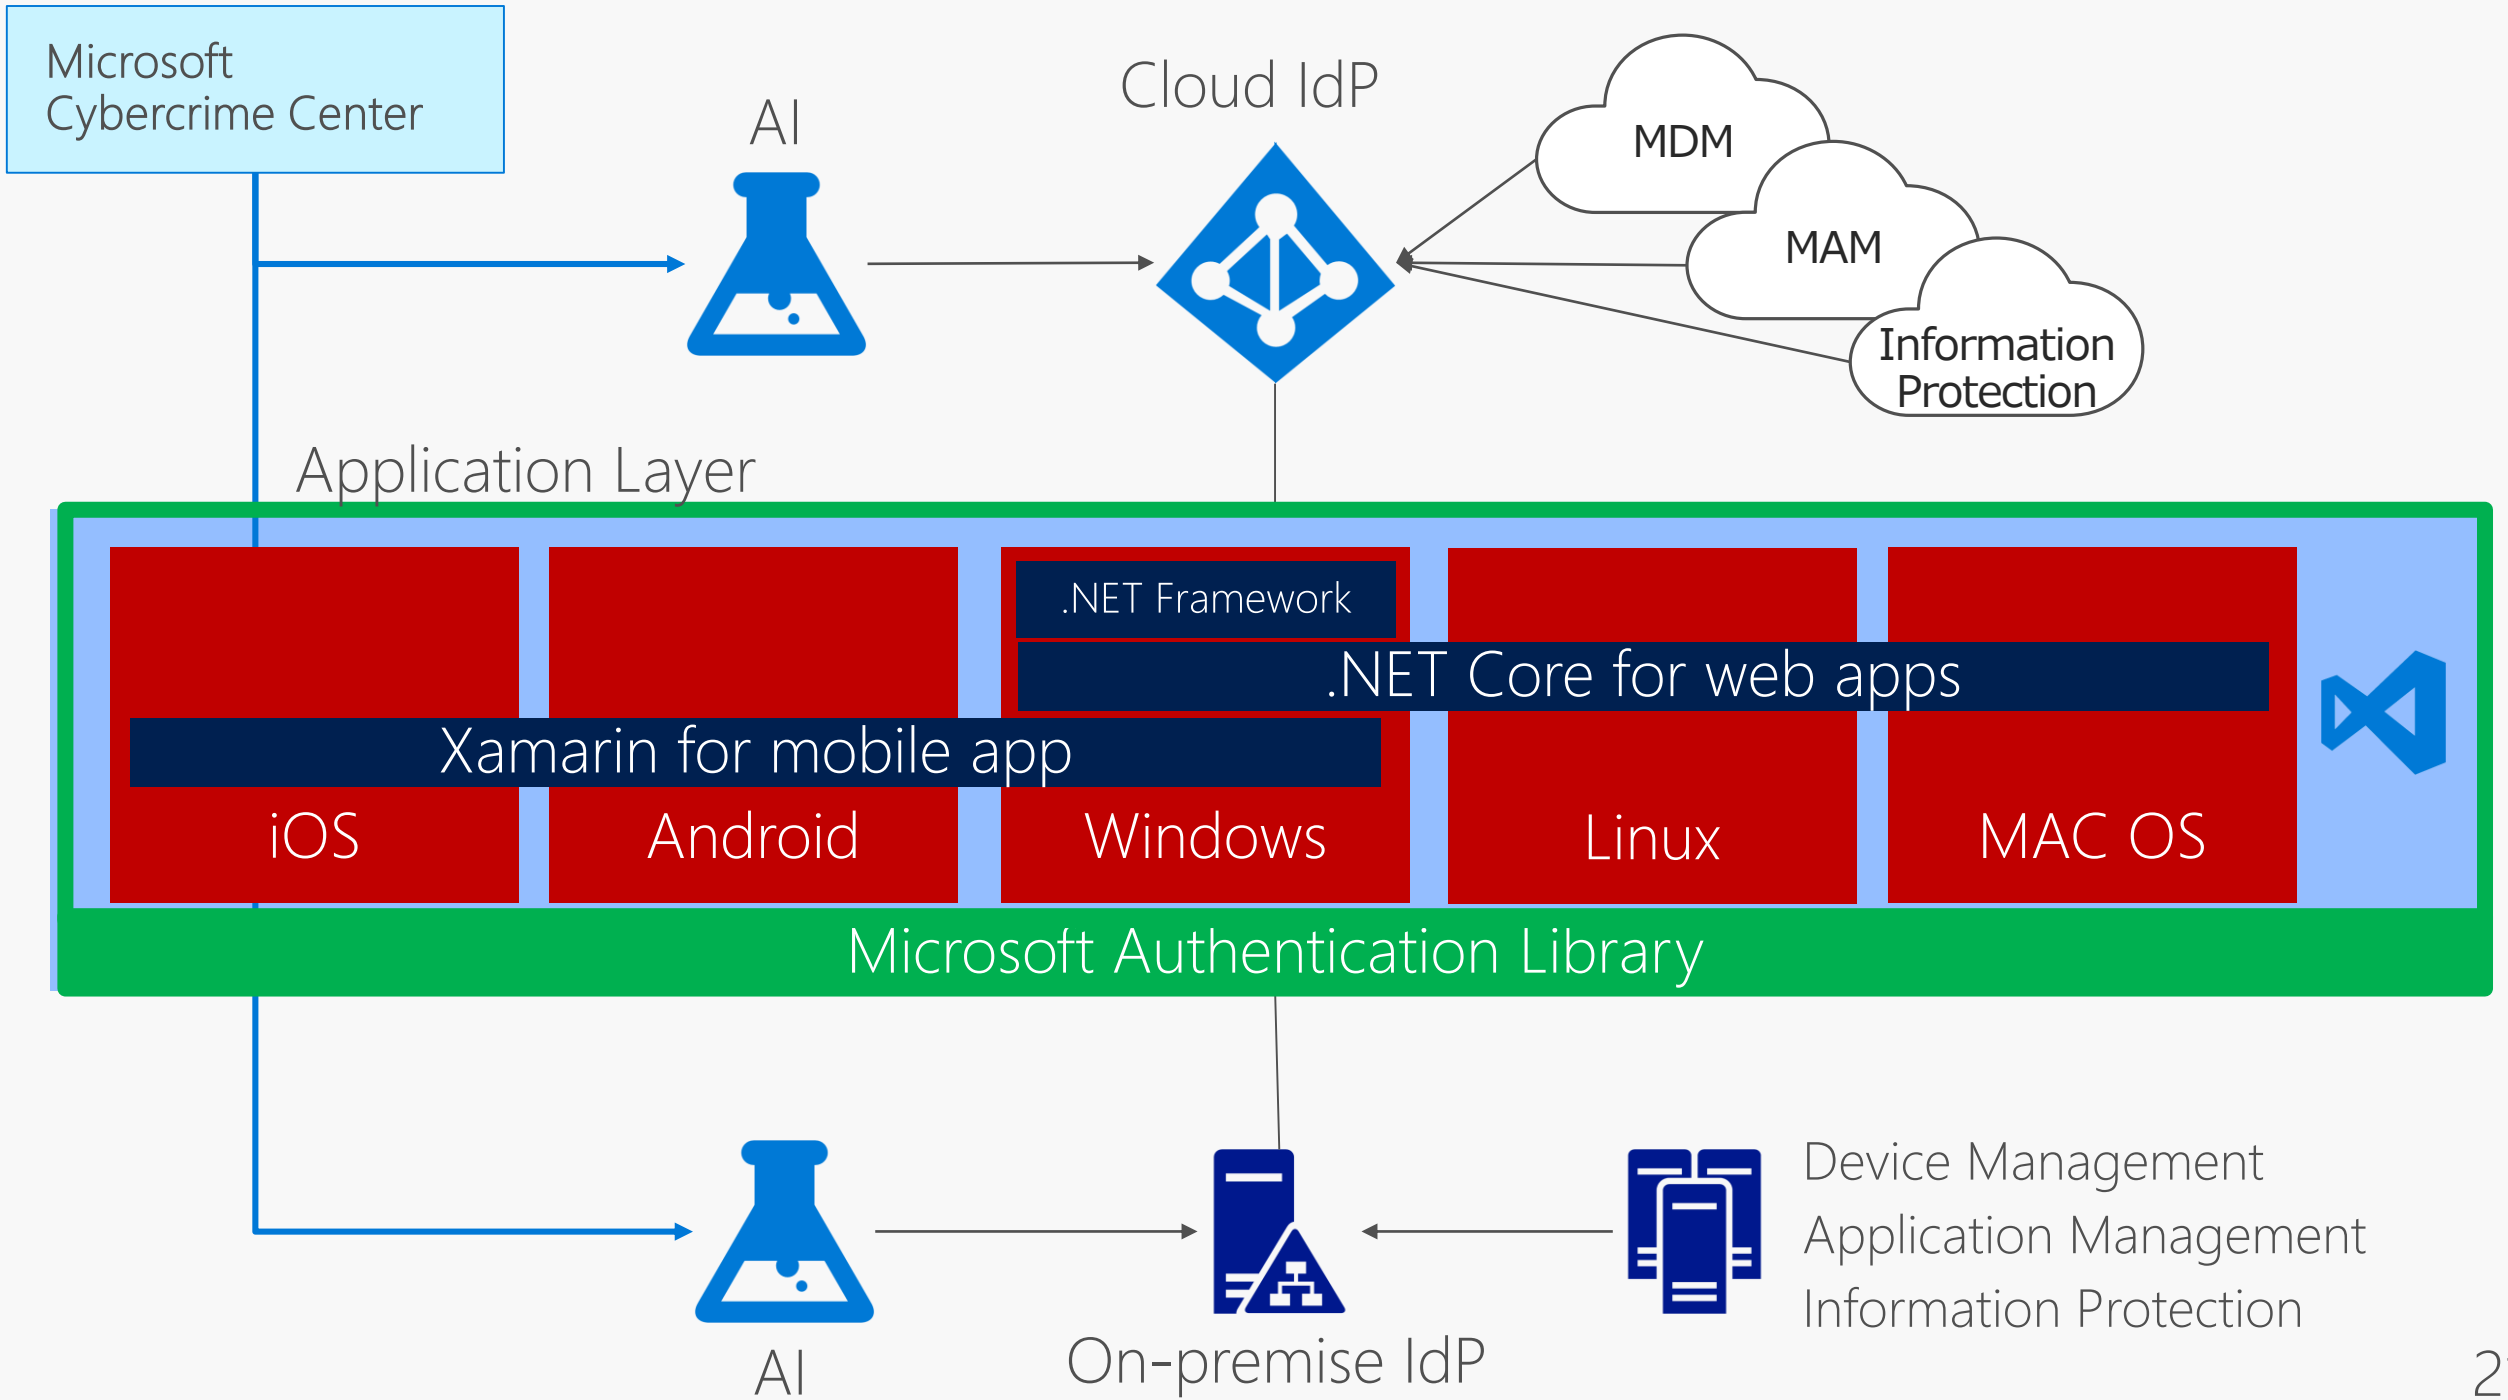 Microsoft
Cybercrime Center
AI
Cloud IdP
MDM
MAM
Information
Protection
Application Layer
.NET Framework
.NET Core for web apps
Xamarin for mobile app
iOS
Android
Windows
Linux
MAC OS
Microsoft Authentication Library
Device Management
Application Management
Information Protection
On-premise IdP
AI